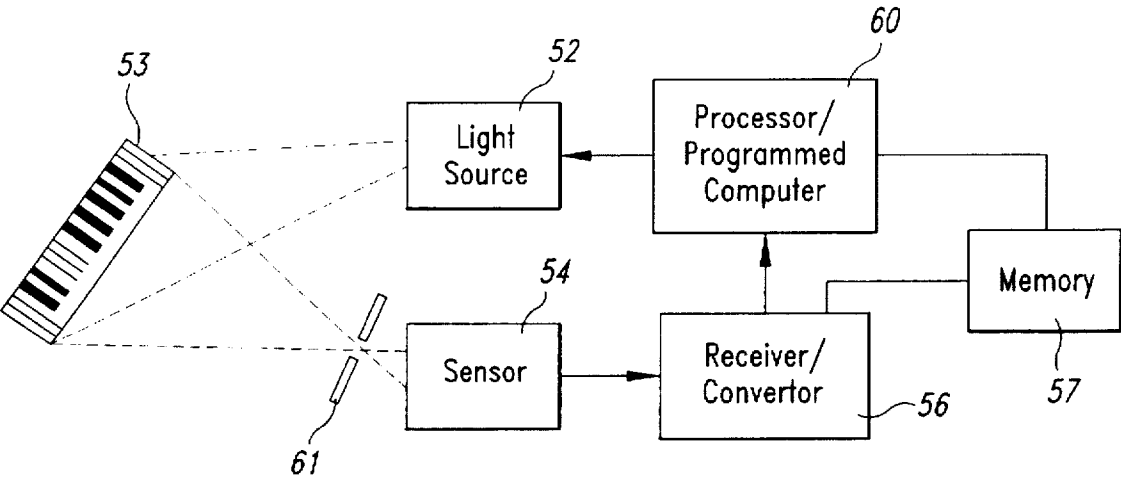 53
52
60
Light
Source
Processor/
Programmed
Computer
54
Memory
57
Sensor
Receiver/
Convertor
56
61